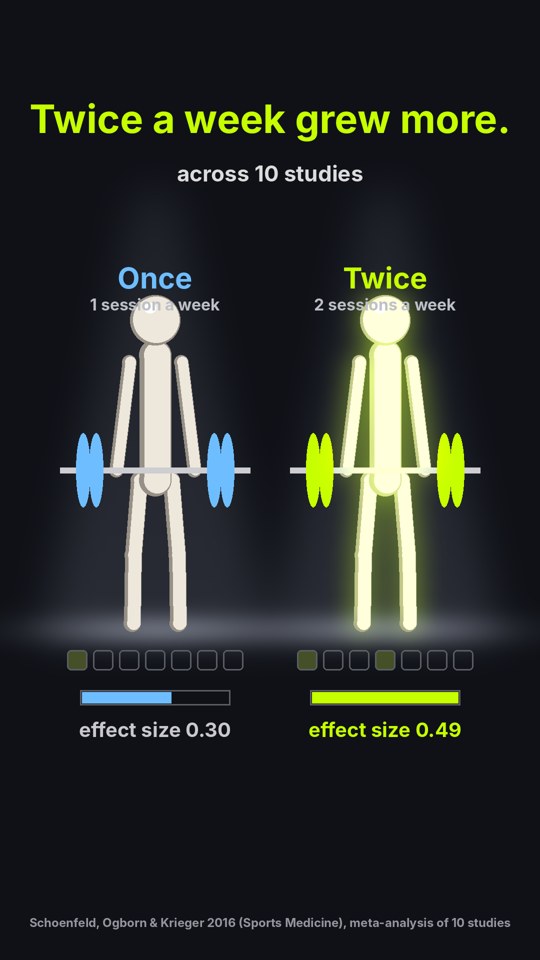 Twice a week grew more.
across 10 studies
Once
1 session a week
Twice
2 sessions a week
effect size 0.30
effect size 0.49
Schoenfeld, Ogborn & Krieger 2016 (Sports Medicine), meta-analysis of 10 studies